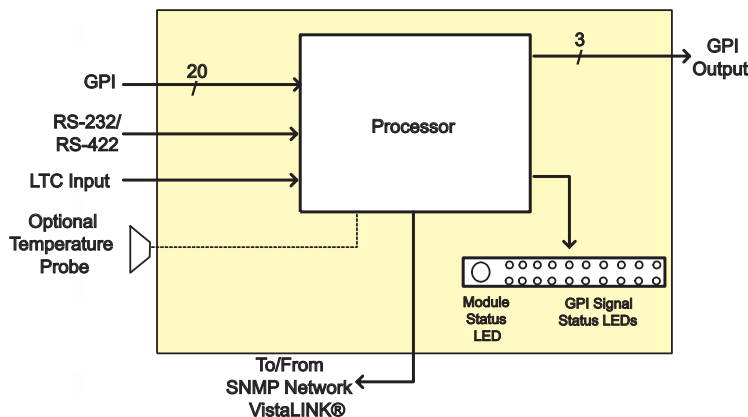 20
GPI
RS-232/
RS-422
LTC Input
Optional
Temperature
Probe
Processor
3
GPI
Output
Module
Status
LED
GPI Signal
Status LEDs
To/From
SNMP Network
VistaLINK®